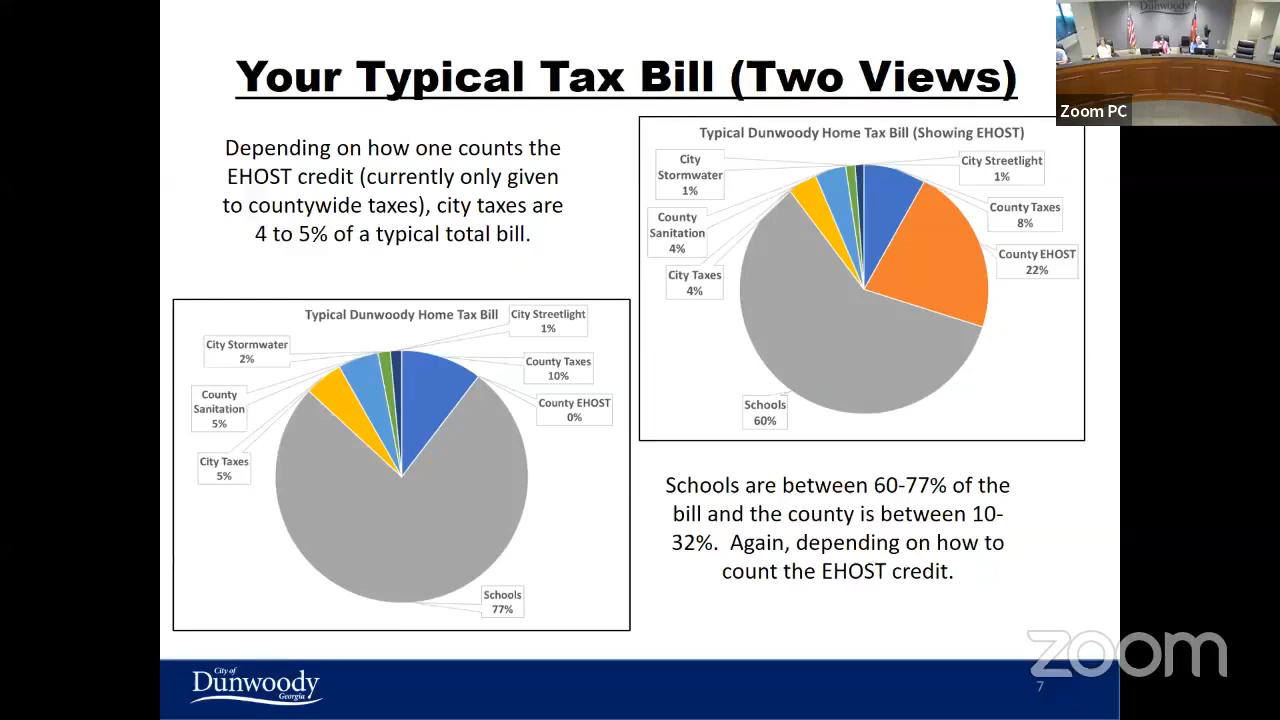 Your Typical Tax Bill (Two Views)
Dunwoody
Zoom PC
Depending on how one counts the
EHOST credit (currently only given
to countywide taxes), city taxes are
4 to 5% of a typical total bill.
Typical Dunwoody Home Tax Bill (Showing EHOST)
City
Stormwater
1%
City Streetlight
1%
County Taxes
8%
County
Sanitation
4%
County EHOST
22%
City Taxes
4%
Schools
60%
Typical Dunwoody Home Tax Bill
City Streetlight
1%
City Stormwater
2%
County Taxes
10%
County
Sanitation
5%
County EHOST
0%
City Taxes
5%
Schools
77%
Schools are between 60-77% of the
bill and the county is between 10-
32%. Again, depending on how to
count the EHOST credit.
zoom
City of
Dunwoody
Georgia
7